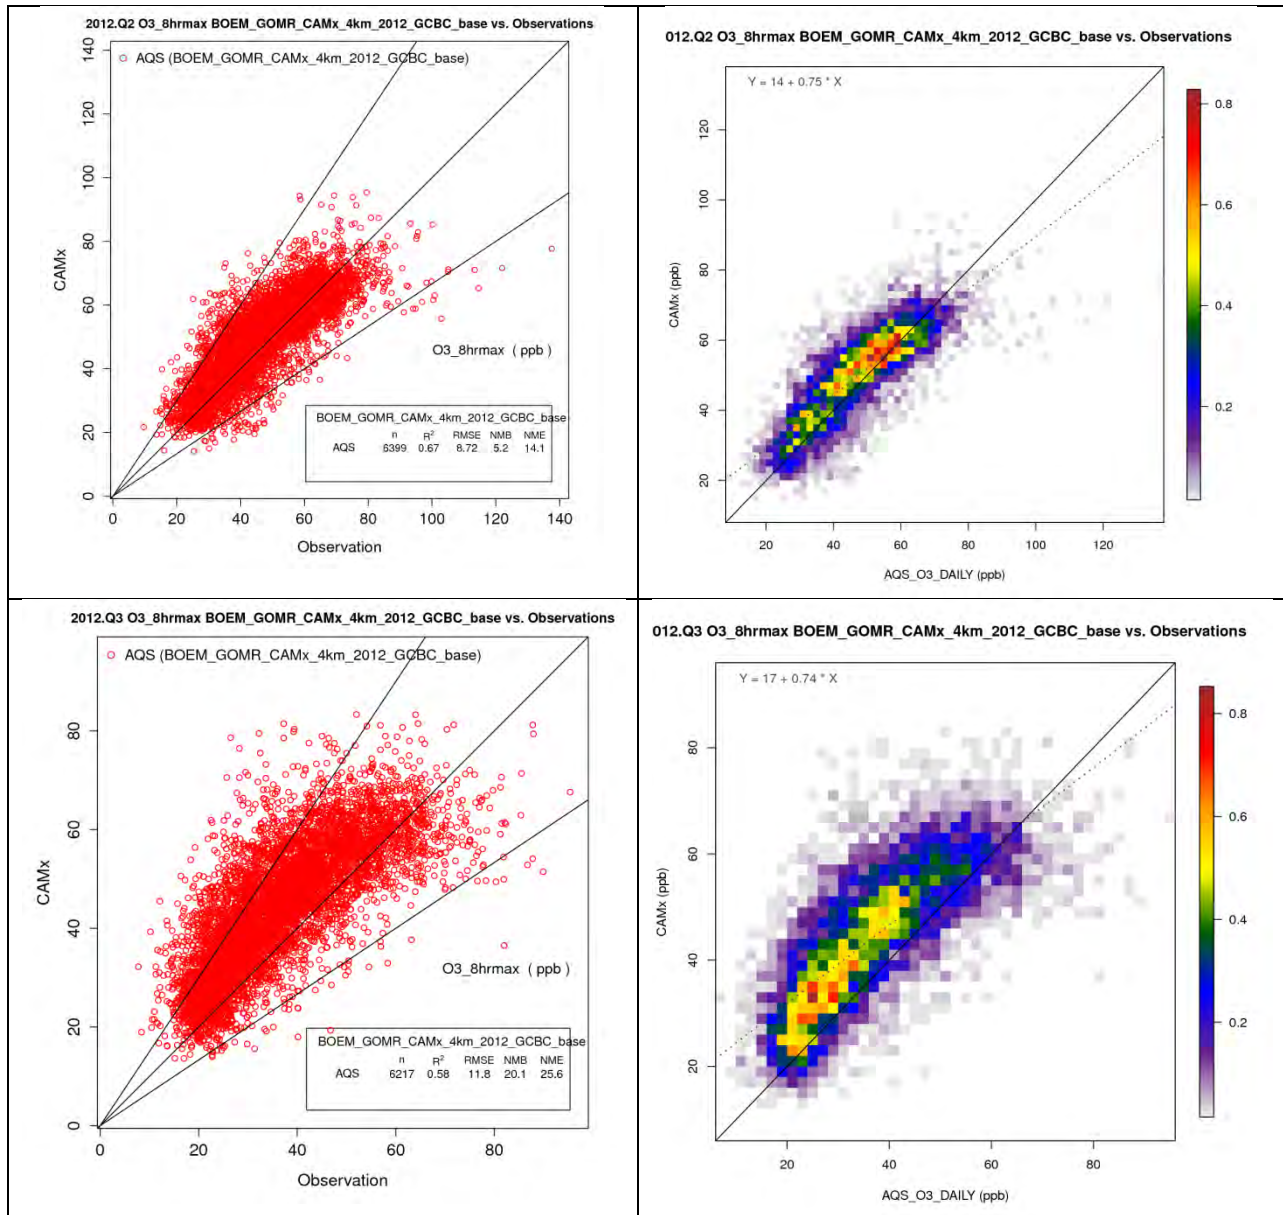 2012.Q2 O3_8hrmax BOEM_GOMR_CAMx_4km_2012_GCBC_base vs. Observations
AQS (BOEM_GOMR_CAMx_4km_2012_GCBC_base)
140
120
100
80
60
40
20
0
CAMx
O3_8hrmax ( ppb )
BOEM_GOMR_CAMx_4km_2012_GCBC_base
n R² RMSE NMB NME
AQS 6399 0.67 8.72 5.2 14.1
0 20 40 60 80 100 120 140
Observation
012.Q2 O3_8hrmax BOEM_GOMR_CAMx_4km_2012_GCBC_base vs. Observations
Y = 14 + 0.75 * X
120
100
80
60
40
20
CAMx (ppb)
20 40 60 80 100 120
AQS_O3_DAILY (ppb)
0.8
0.6
0.4
0.2
2012.Q3 O3_8hrmax BOEM_GOMR_CAMx_4km_2012_GCBC_base vs. Observations
AQS (BOEM_GOMR_CAMx_4km_2012_GCBC_base)
80
60
40
20
0
CAMx
O3_8hrmax ( ppb )
BOEM_GOMR_CAMx_4km_2012_GCBC_base
n R² RMSE NMB NME
AQS 6217 0.58 11.8 20.1 25.6
0 20 40 60 80
Observation
012.Q3 O3_8hrmax BOEM_GOMR_CAMx_4km_2012_GCBC_base vs. Observations
Y = 17 + 0.74 * X
80
60
40
20
CAMx (ppb)
20 40 60 80
AQS_O3_DAILY (ppb)
0.8
0.6
0.4
0.2